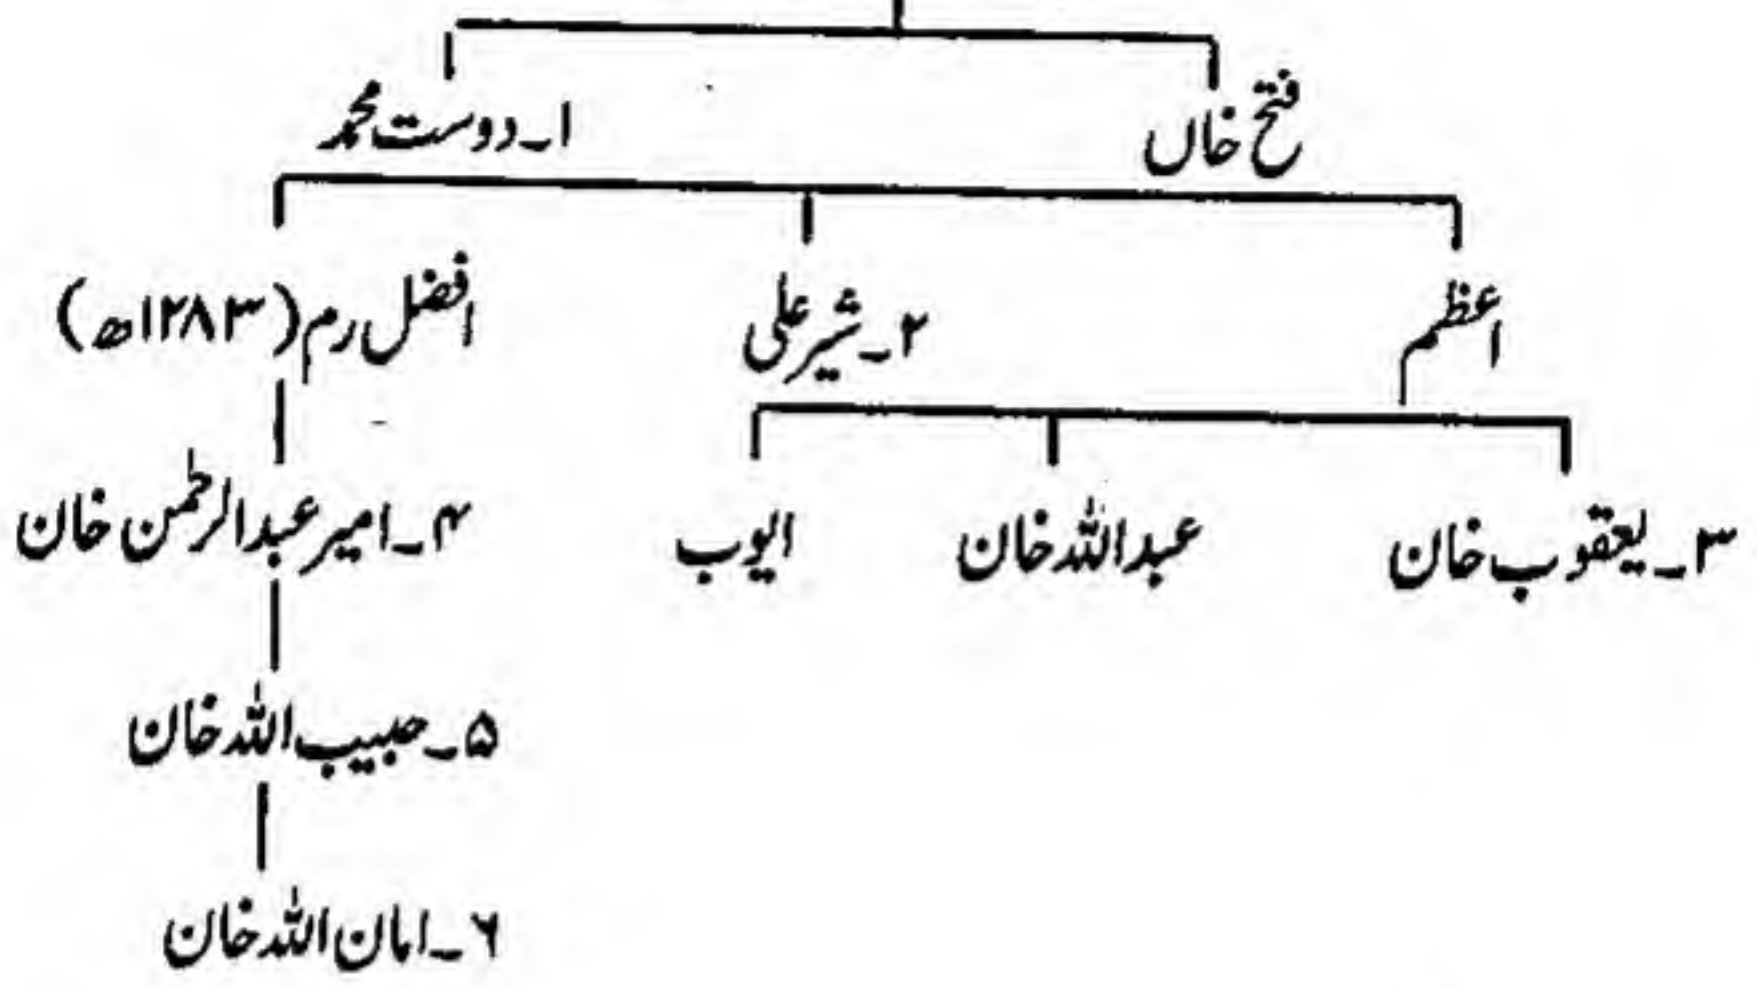 فتح خاں
۱۔دوست محمد
اعظم
۲۔شیر علی
افضل رم (۱۲۸۳ھ)
۳۔یعقوب خان
عبداللہ خان
ایوب
۴۔امیر عبدالرحمٰن خان
۵۔حبیب اللہ خان
۶۔امان اللہ خان